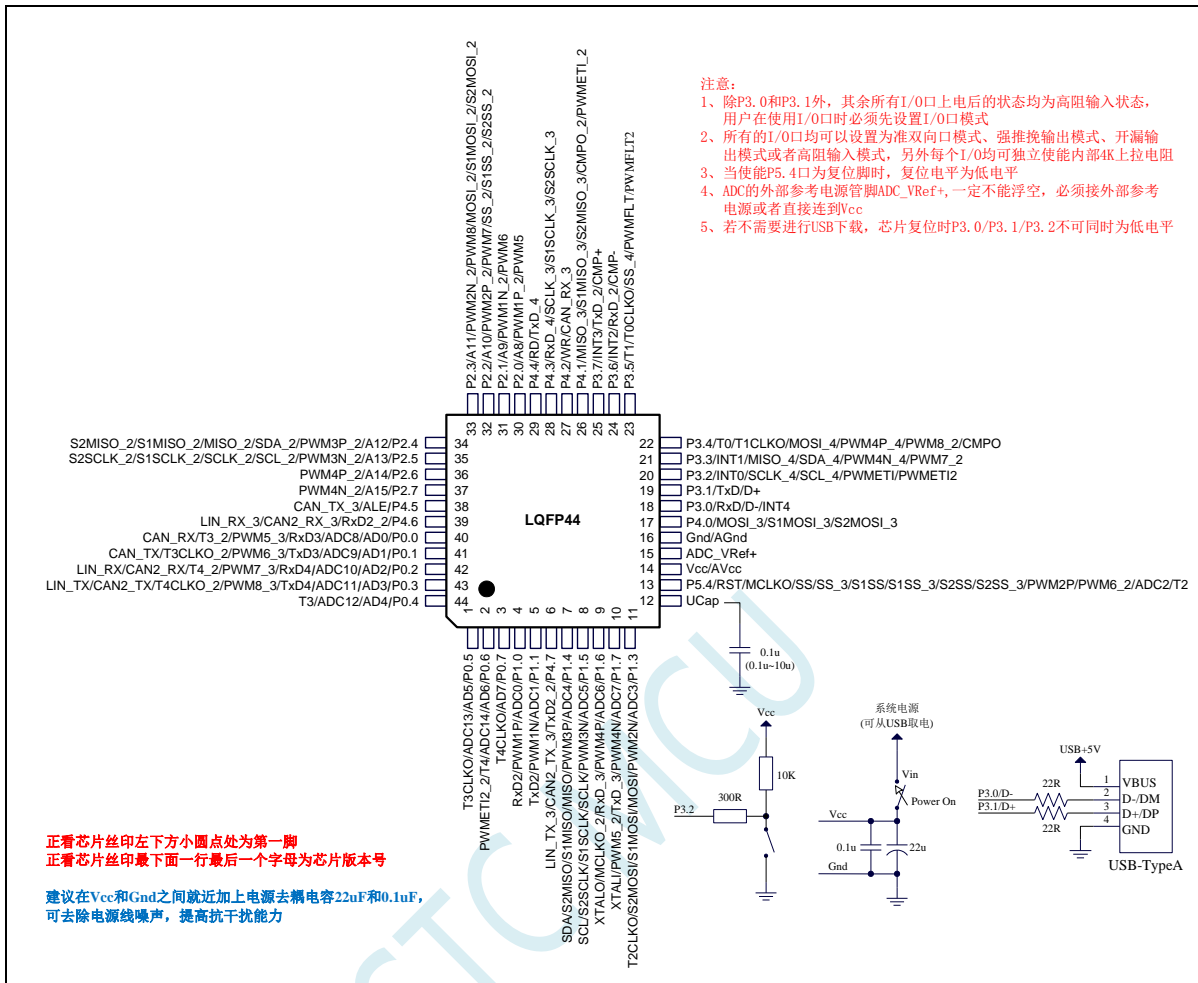 注意：
1、除P3.0和P3.1外，其余所有I/O口上电后的状态均为高阻输入状态，
用户在使用I/O口时必须先设置I/O口模式
2、所有的I/O口均可以设置为准双向口模式、强推挽输出模式、开漏输
出模式或者高阻输入模式，另外每个I/O均可独立使能内部4K上拉电阻
3、当使能P5.4口为复位脚时，复位电平为低电平
4、ADC的外部参考电源管脚ADC_VRef+,一定不能浮空，必须接外部参考
电源或者直接连到Vcc
5、若不需要进行USB下载，芯片复位时P3.0/P3.1/P3.2不可同时为低电平
P2.3/A11/PWM2N_2/PWM8/MOSI_2/S1MOSI_2/S2MOSI_2
P2.2/A10/PWM2P_2/PWM7/SS_2/S1SS_2/S2SS_2
P2.1/A9/PWM1N_2/PWM6
P2.0/A8/PWM1P_2/PWM5
P4.4/RD/TxD_4
P4.3/RxD_4/SCLK_3/S1SCLK_3/S2SCLK_3
P4.2/WR/CAN_RX_3
P4.1/MISO_3/S1MISO_3/S2MISO_3/CMPO_2/PWMETI_2
P3.7/INT3/TxD_2/CMP+
P3.6/INT2/RxD_2/CMP-
P3.5/T1/T0CLKO/SS_4/PWMFLT/PWMFLT2
33 32 31 30 29 28 27 26 25 24 23
S2MISO_2/S1MISO_2/MISO_2/SDA_2/PWM3P_2/A12/P2.4 34
S2SCLK_2/S1SCLK_2/SCLK_2/SCL_2/PWM3N_2/A13/P2.5 35
PWM4P_2/A14/P2.6 36
PWM4N_2/A15/P2.7 37
CAN_TX_3/ALE/P4.5 38
LIN_RX_3/CAN2_RX_3/RxD2_2/P4.6 39
CAN_RX/T3_2/PWM5_3/RxD3/ADC8/AD0/P0.0 40
CAN_TX/T3CLKO_2/PWM6_3/TxD3/ADC9/AD1/P0.1 41
LIN_RX/CAN2_RX/T4_2/PWM7_3/RxD4/ADC10/AD2/P0.2 42
LIN_TX/CAN2_TX/T4CLKO_2/PWM8_3/TxD4/ADC11/AD3/P0.3 43
T3/ADC12/AD4/P0.4 44
LQFP44
22 P3.4/T0/T1CLKO/MOSI_4/PWM4P_4/PWM8_2/CMPO
21 P3.3/INT1/MISO_4/SDA_4/PWM4N_4/PWM7_2
20 P3.2/INT0/SCLK_4/SCL_4/PWMETI/PWMETI2
19 P3.1/TxD/D+
18 P3.0/RxD/D-/INT4
17 P4.0/MOSI_3/S1MOSI_3/S2MOSI_3
16 Gnd/AGnd
15 ADC_VRef+
14 Vcc/AVcc
13 P5.4/RST/MCLKO/SS/SS_3/S1SS/S1SS_3/S2SS/S2SS_3/PWM2P/PWM6_2/ADC2/T2
12 UCap
1 2 3 4 5 6 7 8 9 10 11
T3CLKO/ADC13/AD5/P0.5
PWMETI2_2/T4/ADC14/AD6/P0.6
T4CLKO/AD7/P0.7
RxD2/PWM1P/ADC0/P1.0
TxD2/PWM1N/ADC1/P1.1
LIN_TX_3/CAN2_TX_3/TxD2_2/P4.7
SDA/S2MISO/S1MISO/MISO/PWM3P/ADC4/P1.4
SCL/S2SCLK/S1SCLK/SCLK/PWM3N/ADC5/P1.5
XTALO/MCLKO_2/RxD_3/PWM4P/ADC6/P1.6
XTALI/PWM5_2/TxD_3/PWM4N/ADC7/P1.7
T2CLKO/S2MOSI/S1MOSI/MOSI/PWM2N/ADC3/P1.3
0.1u
(0.1u~10u)
Vcc
10K
300R
P3.2
系统电源
(可从USB取电)
Vin
Power On
Vcc
0.1u
22u
Gnd
USB+5V
P3.0/D-
P3.1/D+
22R
22R
1 VBUS
2 D-/DM
3 D+/DP
4 GND
USB-TypeA
正看芯片丝印左下方小圆点处为第一脚
正看芯片丝印最下面一行最后一个字母为芯片版本号
建议在Vcc和Gnd之间就近加上电源去耦电容22uF和0.1uF，
可去除电源线噪声，提高抗干扰能力
STCMCU